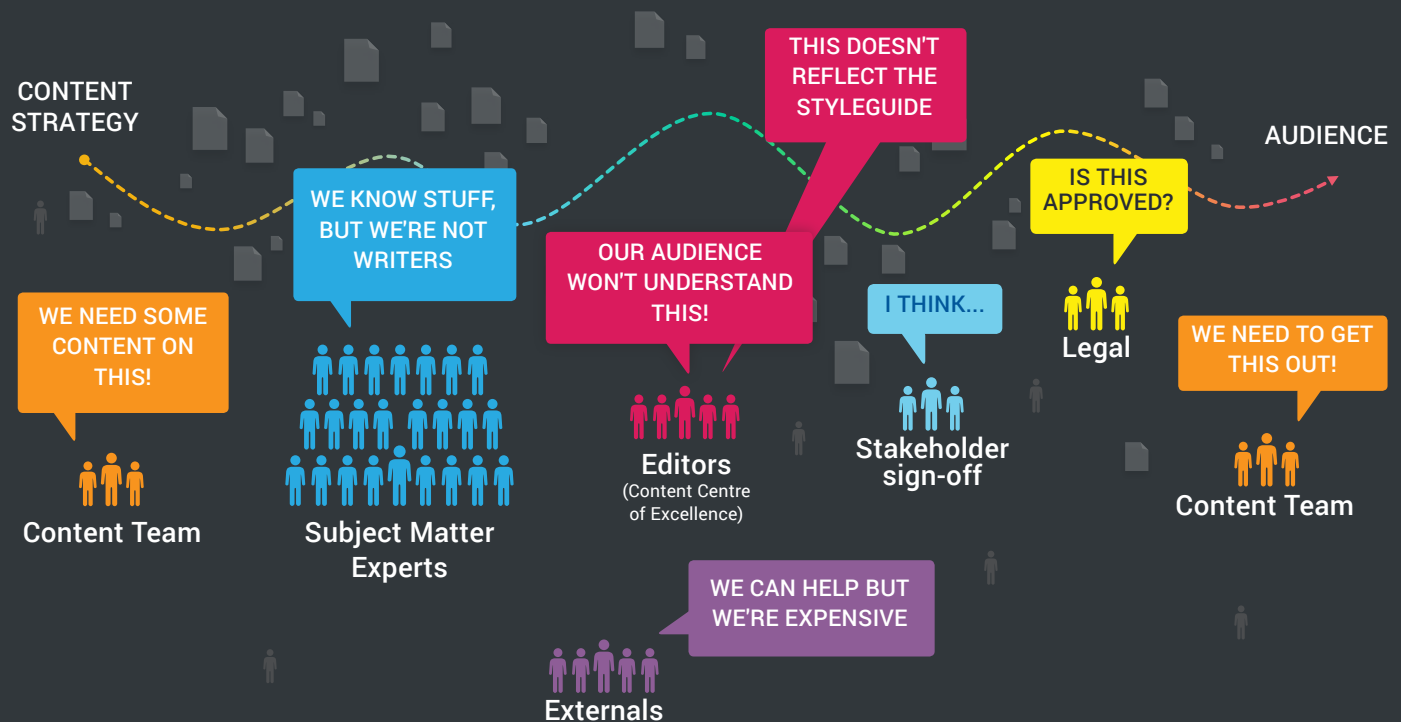 CONTENT
STRATEGY
THIS DOESN'T
REFLECT THE
STYLEGUIDE
AUDIENCE
WE NEED SOME
CONTENT ON
THIS!
Content Team
WE KNOW STUFF,
BUT WE'RE NOT
WRITERS
Subject Matter
Experts
OUR AUDIENCE
WON'T UNDERSTAND
THIS!
Editors
(Content Centre
of Excellence)
I THINK...
Stakeholder
sign-off
IS THIS
APPROVED?
Legal
WE NEED TO GET
THIS OUT!
Content Team
WE CAN HELP BUT
WE'RE EXPENSIVE
Externals